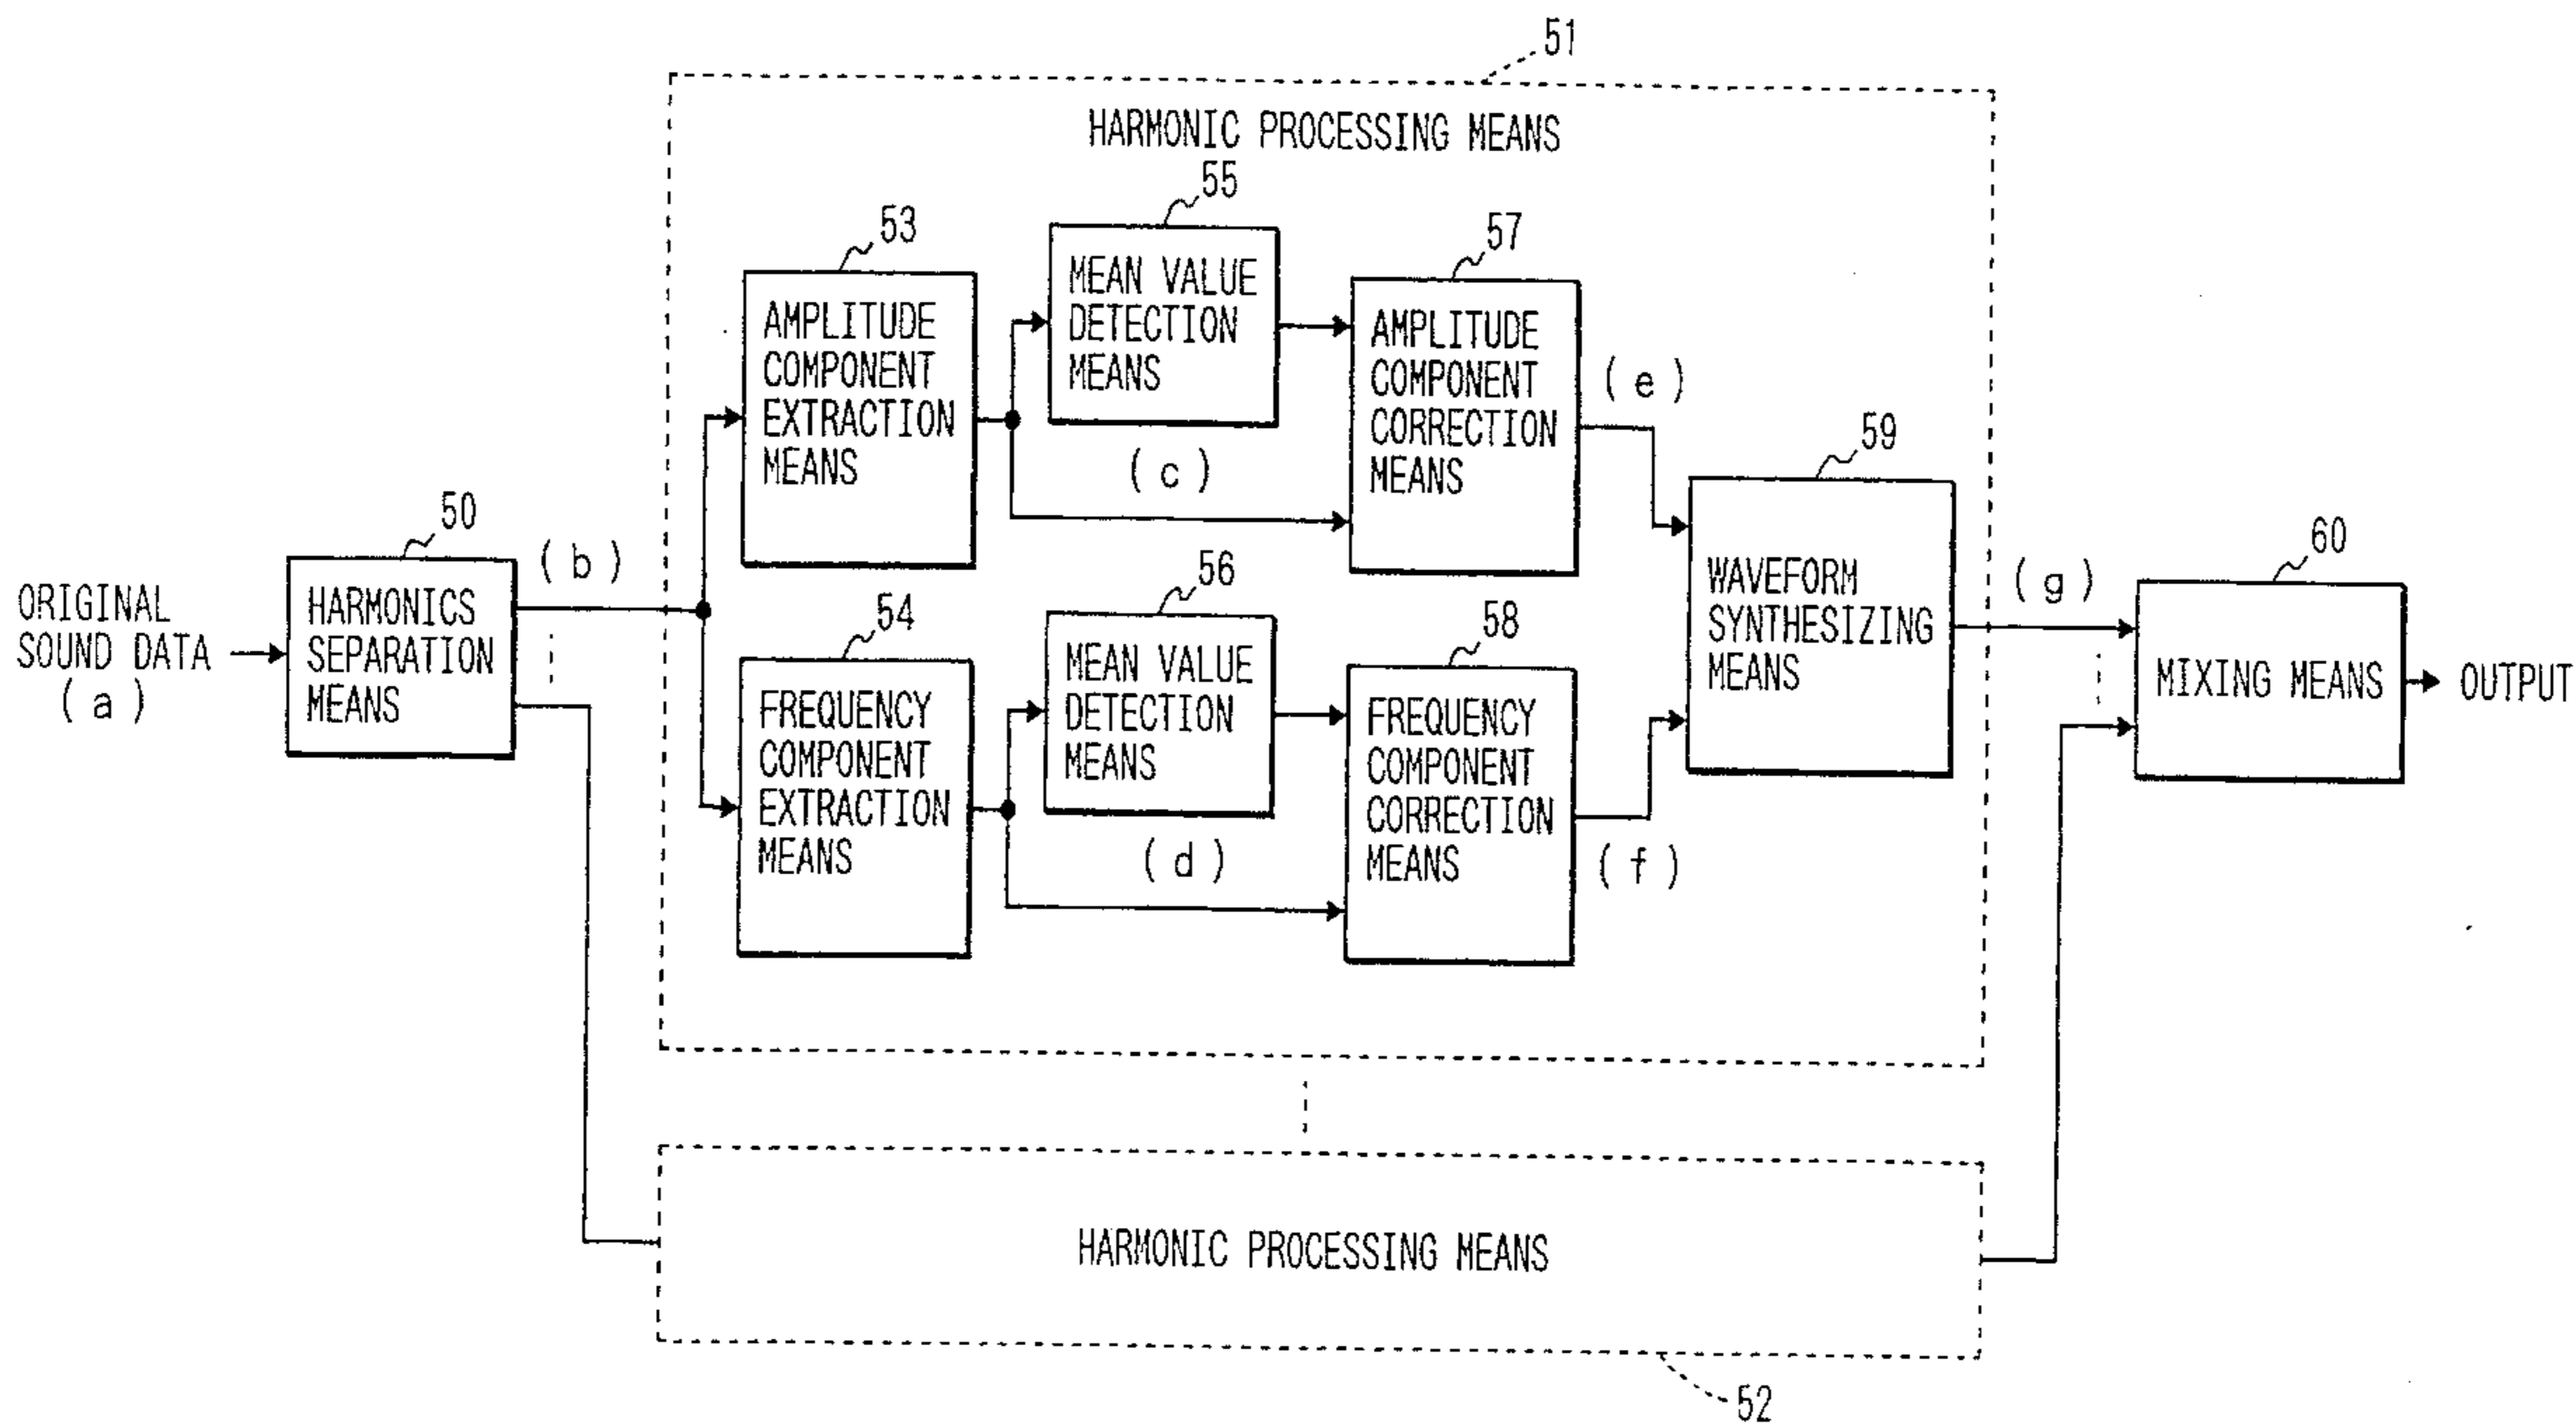 51
HARMONIC PROCESSING MEANS
53
AMPLITUDE
COMPONENT
EXTRACTION
MEANS
55
MEAN VALUE
DETECTION
MEANS
(c)
57
AMPLITUDE
COMPONENT
CORRECTION
MEANS
(e)
ORIGINAL
SOUND DATA
(a)
50
HARMONICS
SEPARATION
MEANS
(b)
54
FREQUENCY
COMPONENT
EXTRACTION
MEANS
56
MEAN VALUE
DETECTION
MEANS
(d)
58
FREQUENCY
COMPONENT
CORRECTION
MEANS
(f)
59
WAVEFORM
SYNTHESIZING
MEANS
(g)
60
MIXING MEANS
OUTPUT
HARMONIC PROCESSING MEANS
52